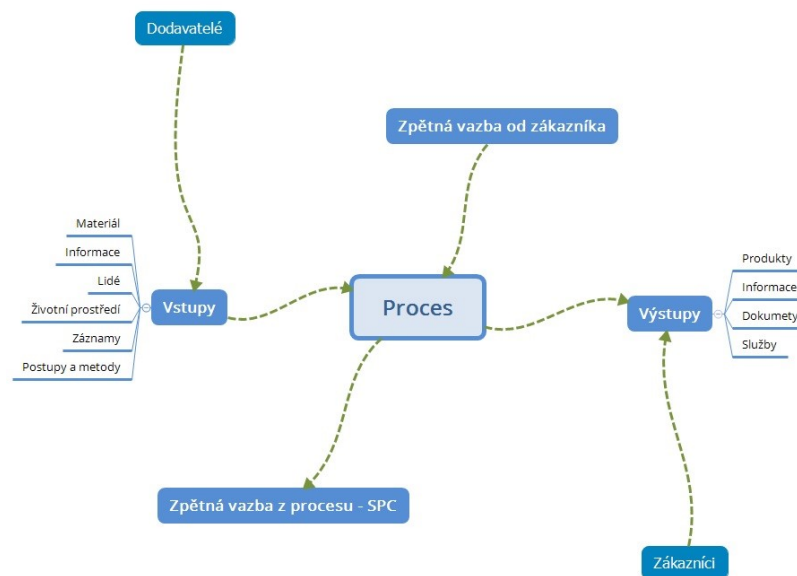 Dodavatelé
Zpětná vazba od zákazníka
Materiál
Informace
Lidé
Životní prostředí
Záznamy
Postupy a metody
Vstupy
Proces
Výstupy
Produkty
Informace
Dokumety
Služby
Zpětná vazba z procesu - SPC
Zákazníci